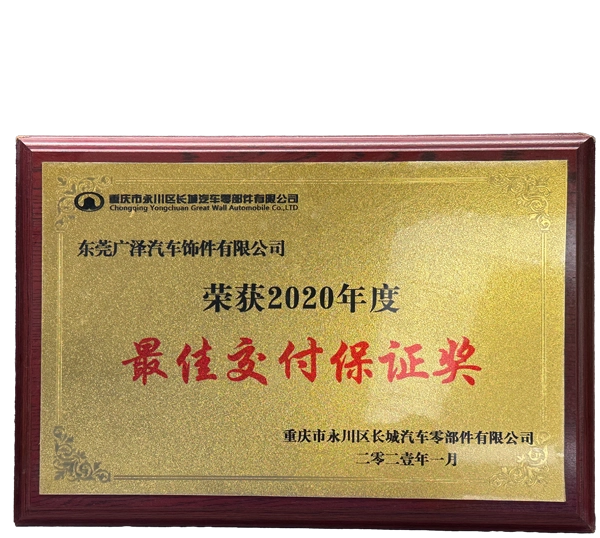 重庆市永川区长城汽车零部件有限公司
Chongqing Yongchuan Great Wall Automobile Co.,LTD
东莞广泽汽车饰件有限公司
荣获2020年度
最佳交付保证奖
重庆市永川区长城汽车零部件有限公司
二零二壹年一月